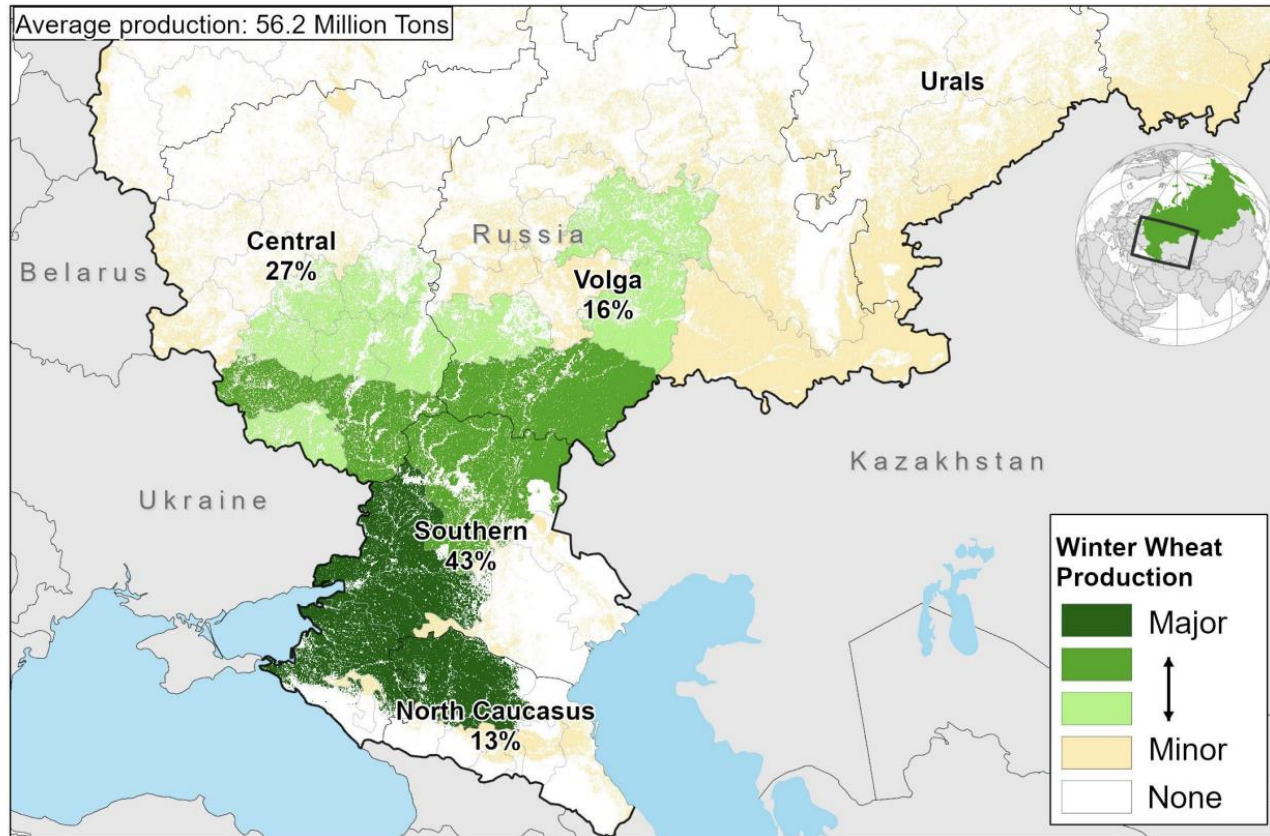 Average production: 56.2 Million Tons
Urals
Central
27%
Russia
Belarus
Volga
16%
Kazakhstan
Ukraine
Southern
43%
North Caucasus
13%
Winter Wheat
Production
Major
Minor
None